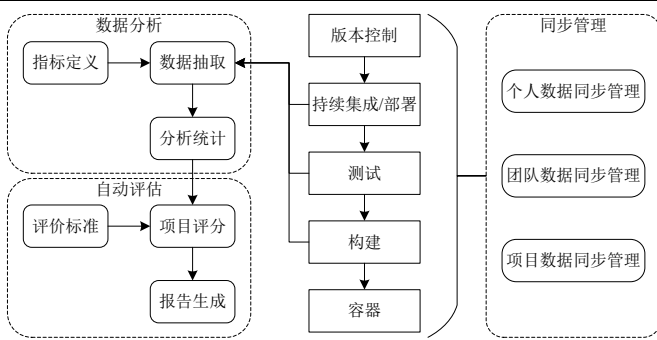 数据分析
指标定义
数据抽取
分析统计
自动评估
评价标准
项目评分
报告生成
版本控制
持续集成/部署
测试
构建
容器
同步管理
个人数据同步管理
团队数据同步管理
项目数据同步管理